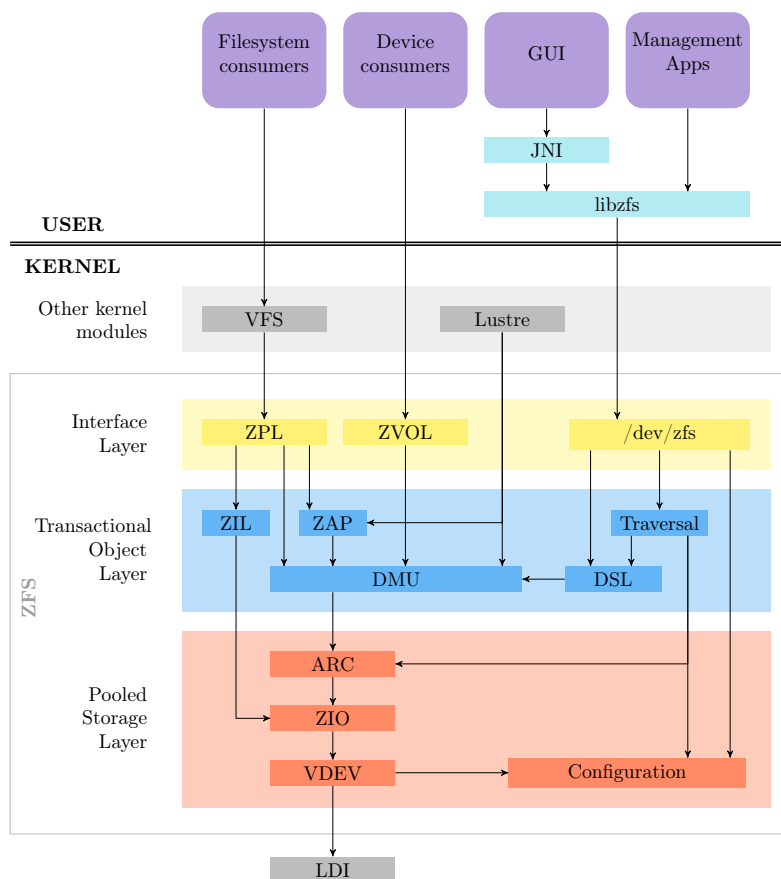 Filesystem
consumers
Device
consumers
GUI
Management
Apps
JNI
libzfs
USER
KERNEL
Other kernel
modules
VFS
Lustre
ZFS
Interface
Layer
ZPL
ZVOL
/dev/zfs
Transactional
Object
Layer
ZIL
ZAP
Traversal
DMU
DSL
Pooled
Storage
Layer
ARC
ZIO
VDEV
Configuration
LDI